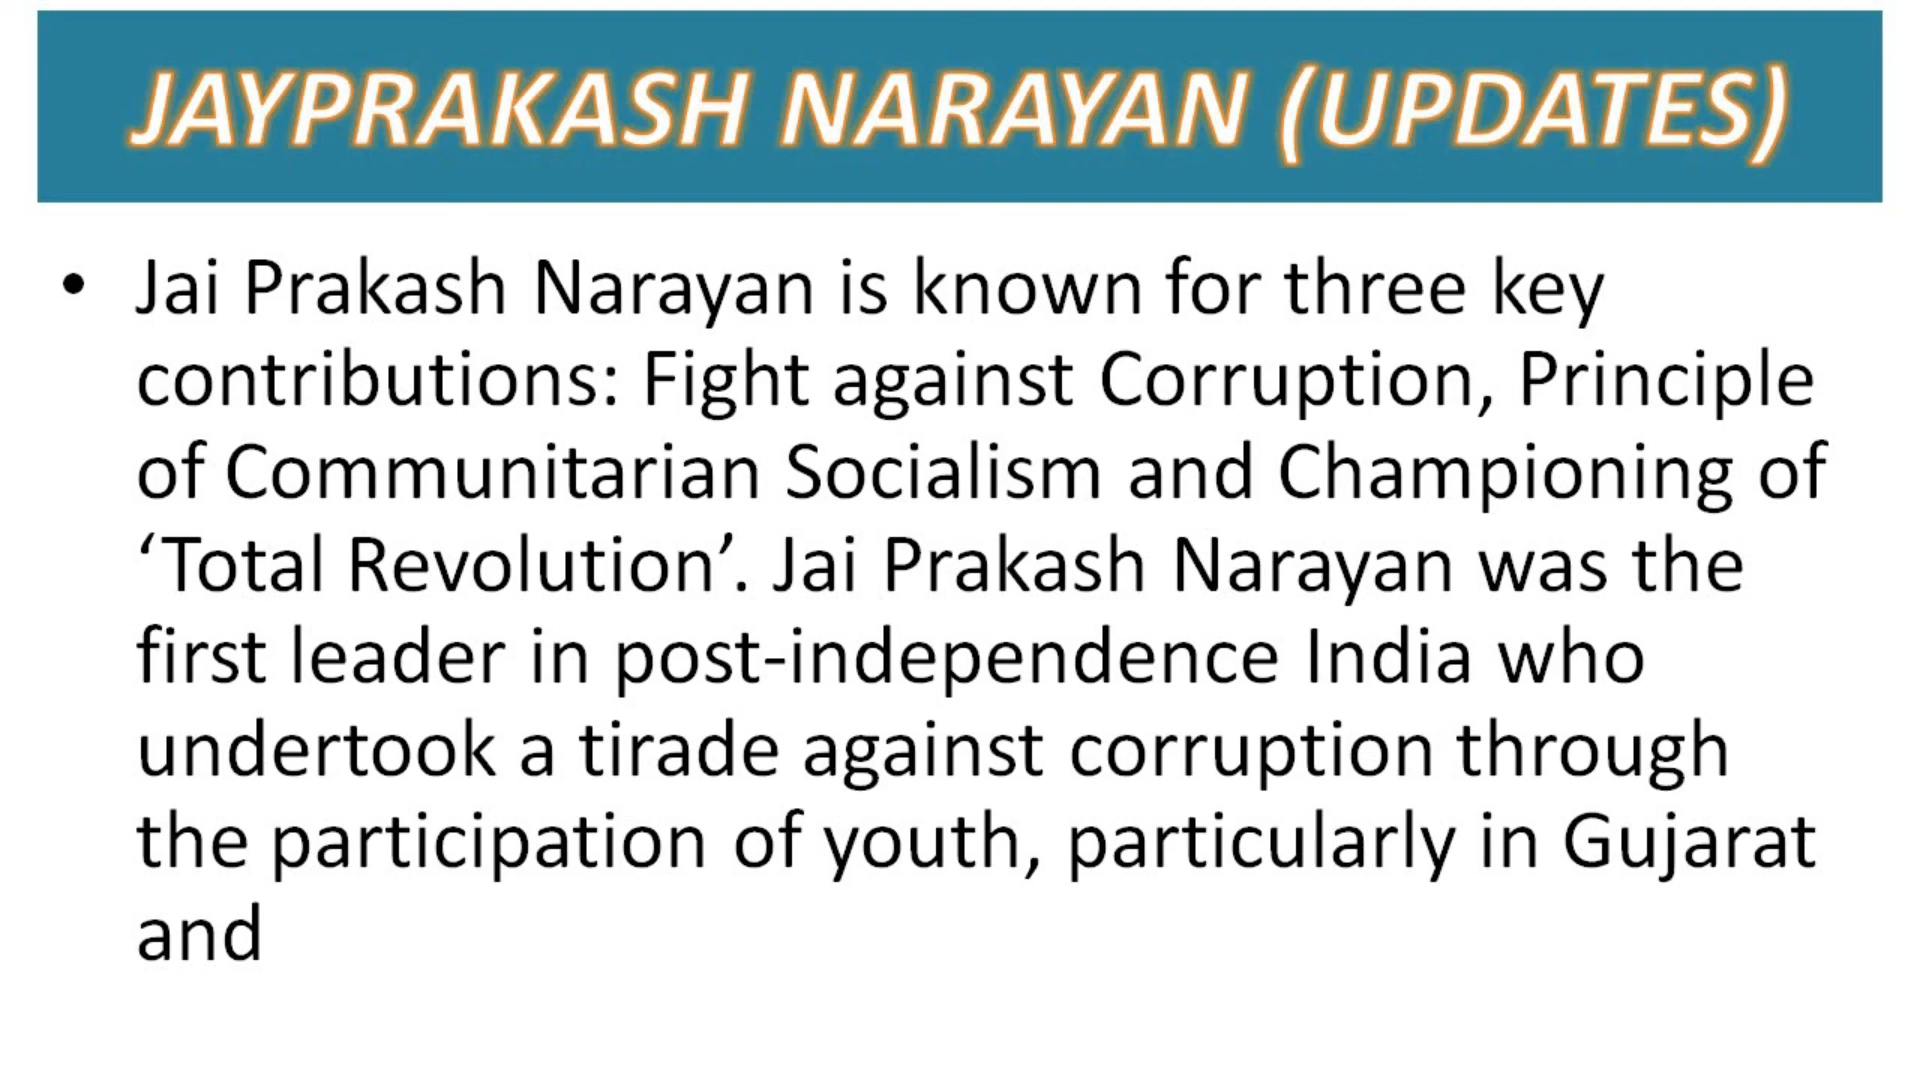 JAYPRAKASH NARAYAN (UPDATES)
• Jai Prakash Narayan is known for three key
contributions: Fight against Corruption, Principle
of Communitarian Socialism and Championing of
‘Total Revolution’. Jai Prakash Narayan was the
first leader in post-independence India who
undertook a tirade against corruption through
the participation of youth, particularly in Gujarat
and